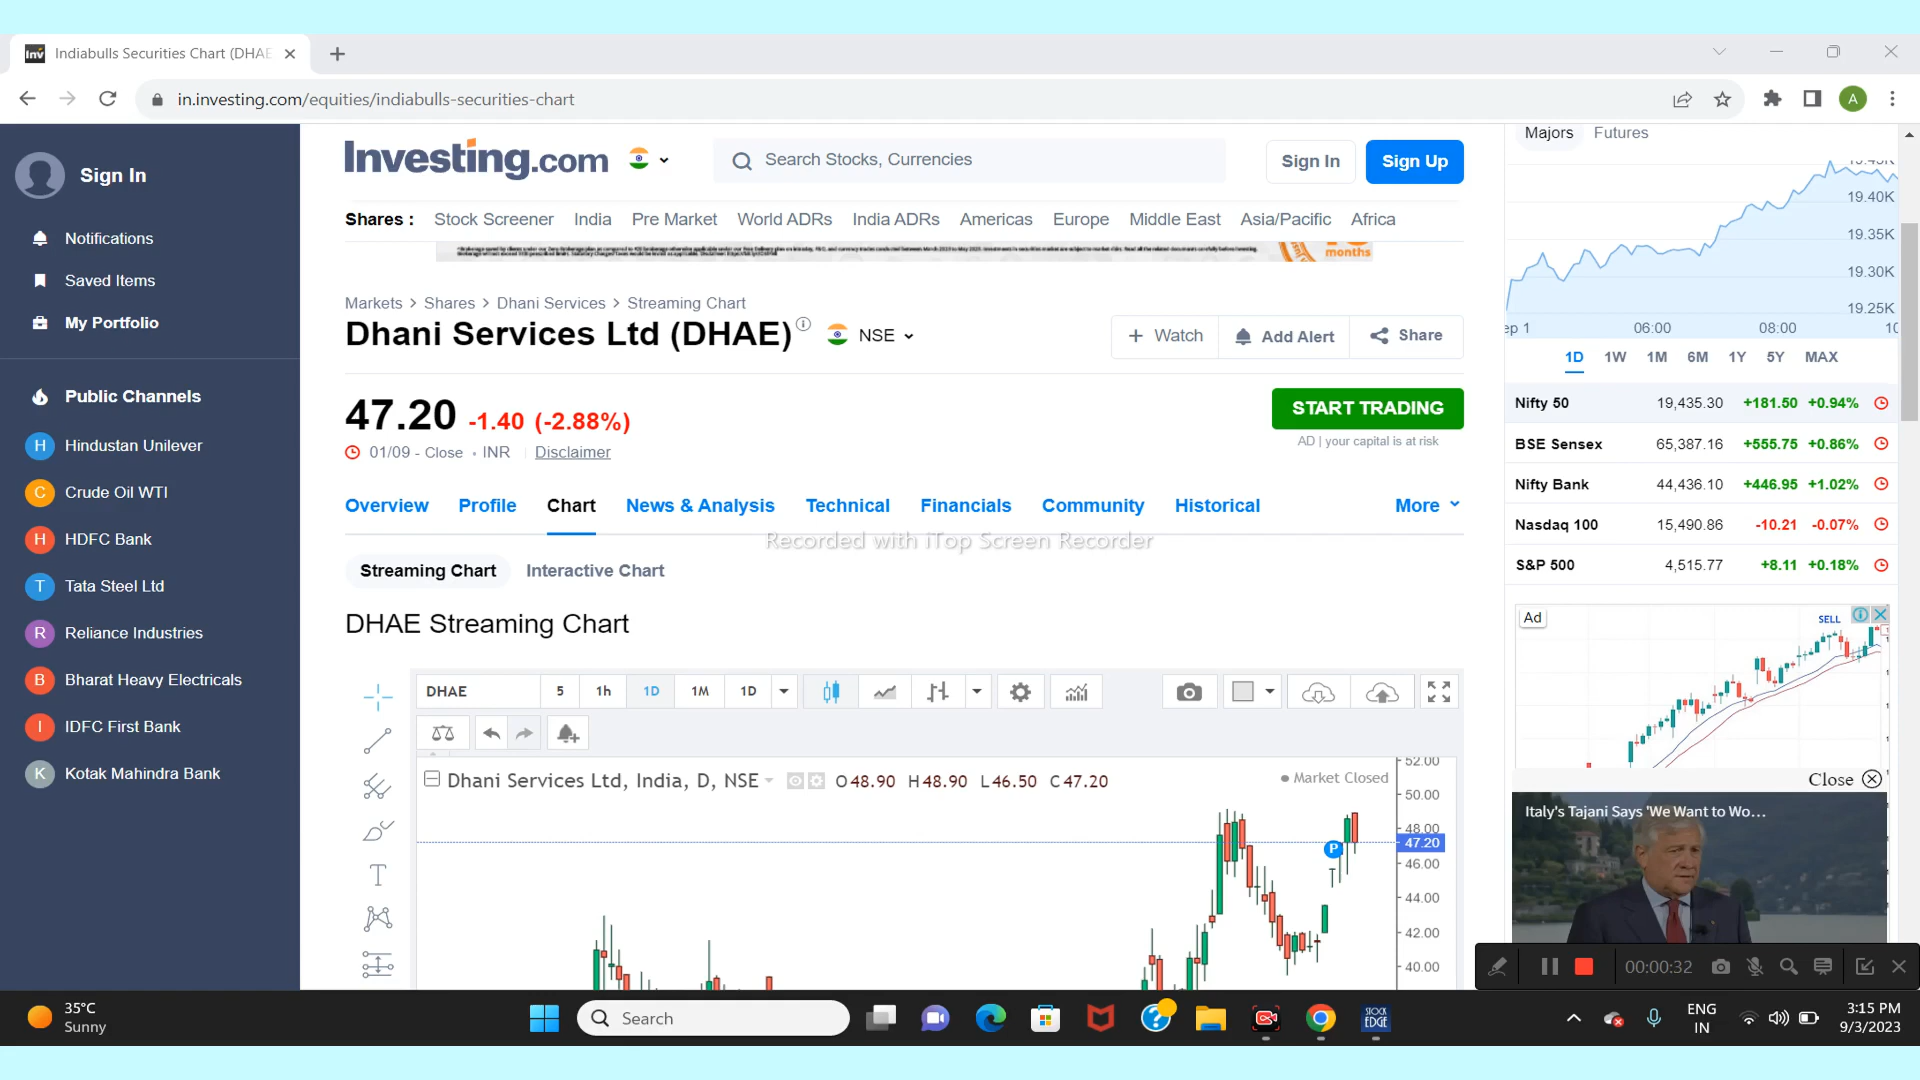 Indiabulls Securities Chart (DHAE
in.investing.com/equities/indiabulls-securities-chart
A
Sign In
Notifications
Saved Items
My Portfolio
Public Channels
H Hindustan Unilever
C Crude Oil WTI
H HDFC Bank
T Tata Steel Ltd
R Reliance Industries
B Bharat Heavy Electricals
I IDFC First Bank
K Kotak Mahindra Bank
Investing.com
Search Stocks, Currencies
Sign In
Sign Up
Shares : Stock Screener India Pre Market World ADRs India ADRs Americas Europe Middle East Asia/Pacific Africa
months
Markets > Shares > Dhani Services > Streaming Chart
Dhani Services Ltd (DHAE)
NSE
+ Watch
Add Alert
Share
47.20 -1.40 (-2.88%)
01/09 - Close • INR Disclaimer
START TRADING
AD | your capital is at risk
Overview Profile Chart News & Analysis Technical Financials Community Historical More
Recorded with iTop Screen Recorder
Streaming Chart Interactive Chart
DHAE Streaming Chart
DHAE 5 1h 1D 1M 1D
Dhani Services Ltd, India, D, NSE O 48.90 H 48.90 L 46.50 C 47.20
Market Closed
52.00
50.00
48.00
47.20
46.00
44.00
42.00
40.00
P
Majors Futures
19.45K
19.40K
19.35K
19.30K
19.25K
ep 1 06:00 08:00 10
1D 1W 1M 6M 1Y 5Y MAX
Nifty 50 19,435.30 +181.50 +0.94%
BSE Sensex 65,387.16 +555.75 +0.86%
Nifty Bank 44,436.10 +446.95 +1.02%
Nasdaq 100 15,490.86 -10.21 -0.07%
S&P 500 4,515.77 +8.11 +0.18%
Ad
SELL
Close
Italy's Tajani Says 'We Want to Wo...
00:00:32
35°C
Sunny
Search
STOCK
EDGE
ENG
IN
3:15 PM
9/3/2023